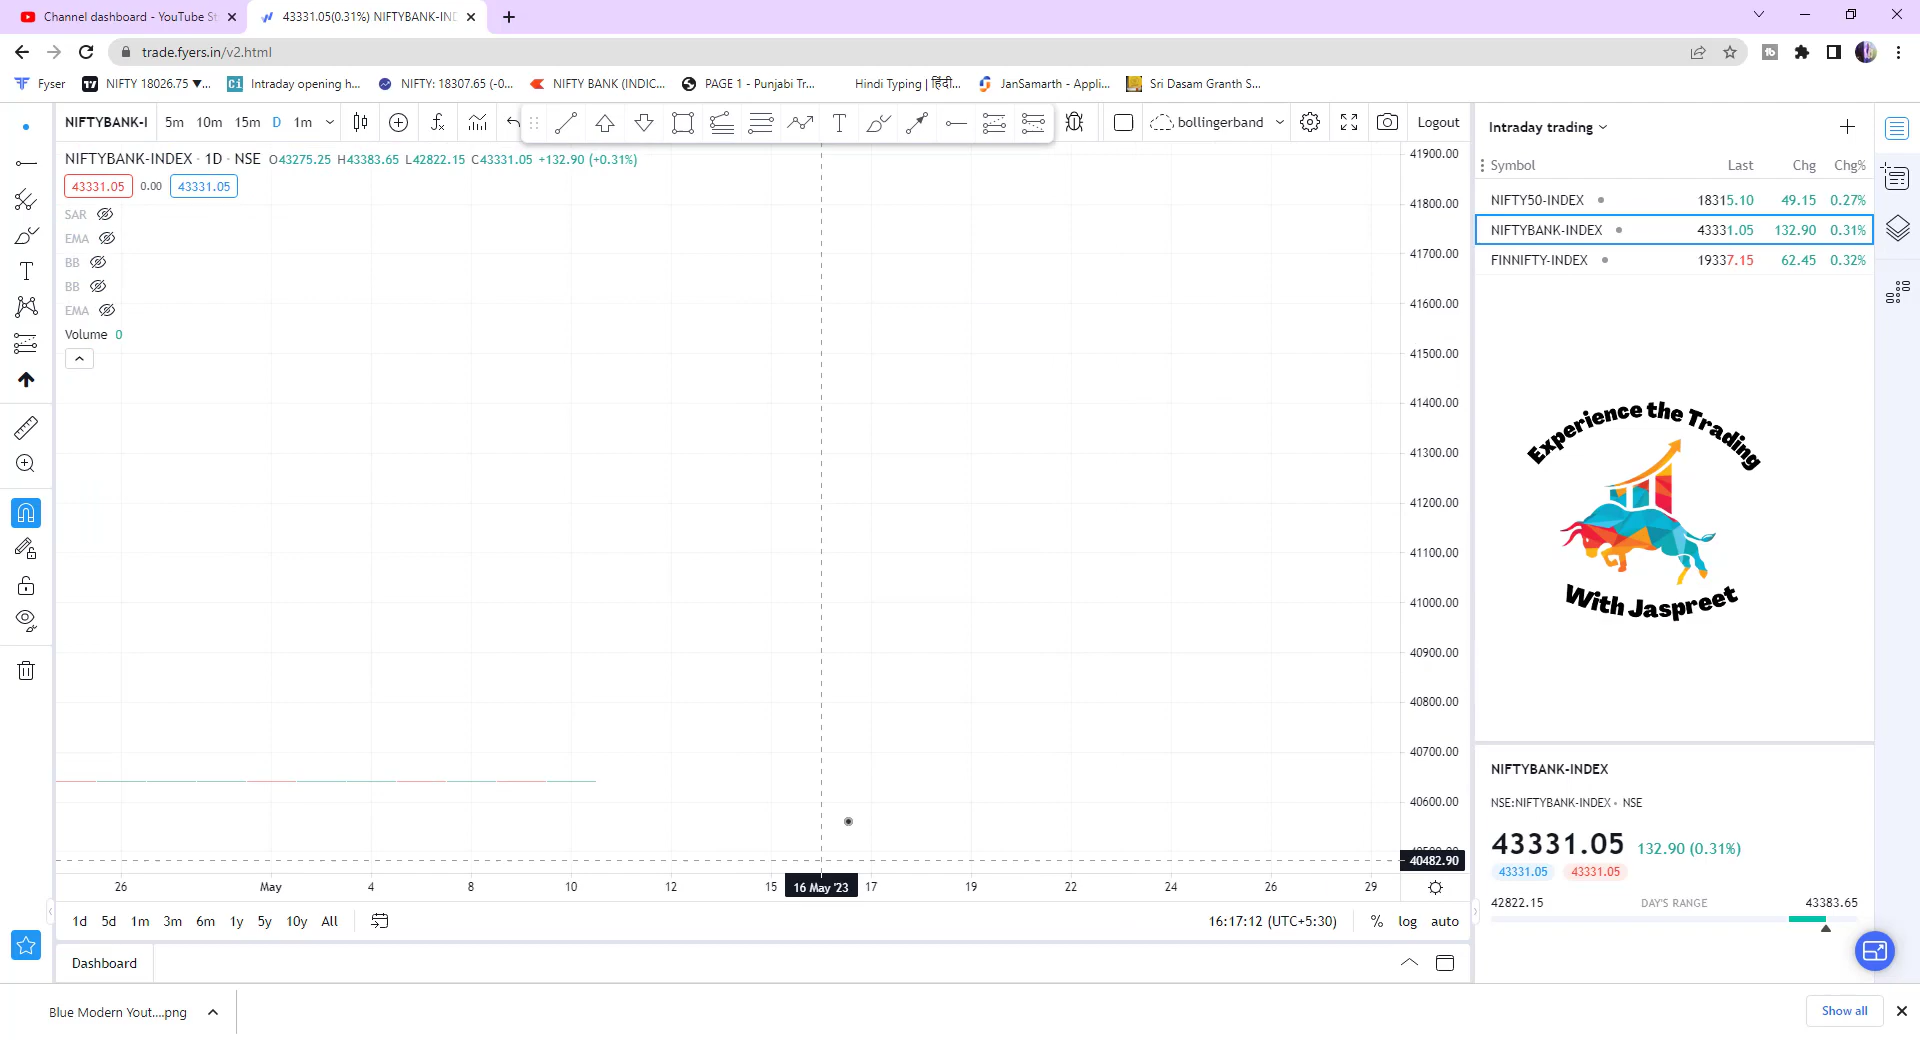 Channel dashboard - YouTube St
43331.05(0.31%) NIFTYBANK-IND
trade.fyers.in/v2.html
Fyser
NIFTY 18026.75 ▼...
Intraday opening h...
NIFTY: 18307.65 (-0...
NIFTY BANK (INDIC...
PAGE 1 - Punjabi Tr...
Hindi Typing | हिंदी...
JanSamarth - Appli...
Sri Dasam Granth S...
NIFTYBANK-I 5m 10m 15m D 1m
bollingerband
Logout
NIFTYBANK-INDEX · 1D · NSE O43275.25 H43383.65 L42822.15 C43331.05 +132.90 (+0.31%)
43331.05 0.00 43331.05
SAR
EMA
BB
BB
EMA
Volume 0
41900.00
41800.00
41700.00
41600.00
41500.00
41400.00
41300.00
41200.00
41100.00
41000.00
40900.00
40800.00
40700.00
40600.00
40482.90
26 May 4 8 10 12 15 16 May '23 17 19 22 24 26 29
1d 5d 1m 3m 6m 1y 5y 10y All
16:17:12 (UTC+5:30) % log auto
Dashboard
Intraday trading
Symbol Last Chg Chg%
NIFTY50-INDEX 18315.10 49.15 0.27%
NIFTYBANK-INDEX 43331.05 132.90 0.31%
FINNIFTY-INDEX 19337.15 62.45 0.32%
Experience the Trading
With Jaspreet
NIFTYBANK-INDEX
NSE:NIFTYBANK-INDEX • NSE
43331.05 132.90 (0.31%)
43331.05 43331.05
42822.15 DAY'S RANGE 43383.65
Blue Modern Yout....png
Show all